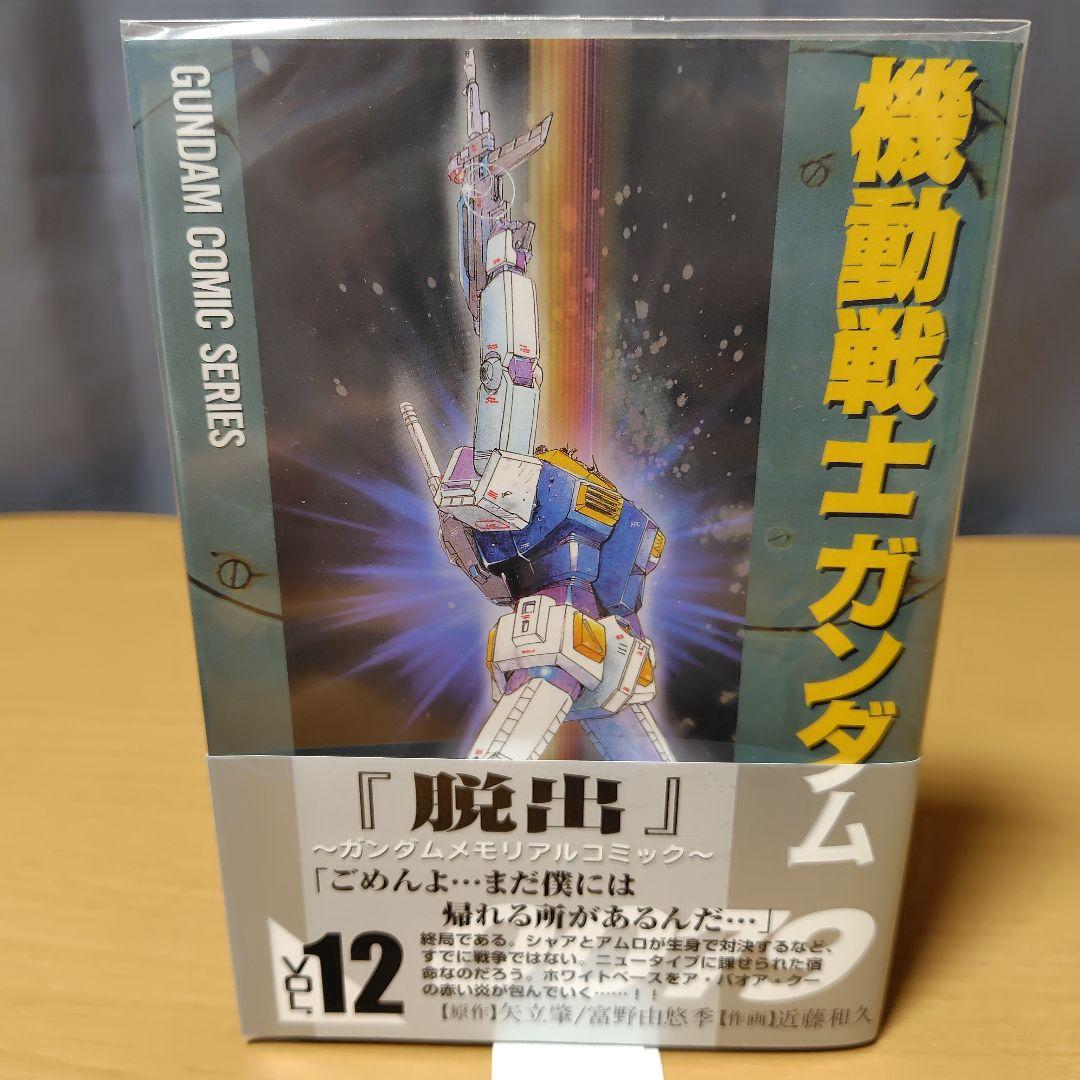 GUNDAM COMIC SERIES
機動戦士ガンダム
『脱出』
～ガンダムメモリアルコミック～
「ごめんよ…まだ僕には
帰れる所があるんだ…」
VOL
12
終局である。シャアとアムロが生身で対決するなど、
すでに戦争ではない。ニュータイプに課せられた宿
命なのだろう。ホワイトベースをア・バオア・クー
の赤い炎が包んでいく……！！
【原作】矢立肇/富野由悠季【作画】近藤和久